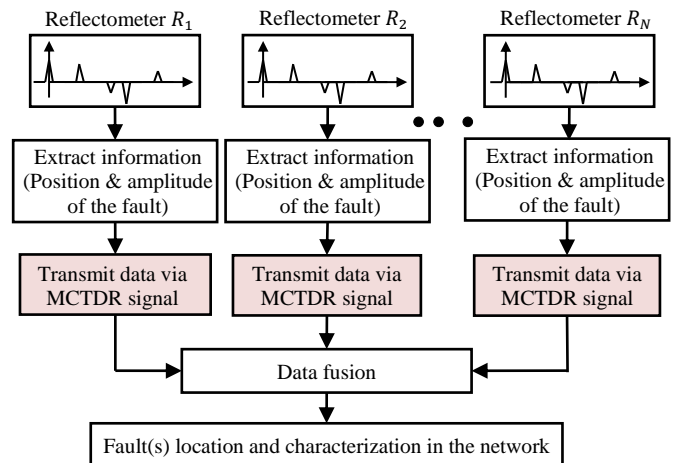 Reflectometer R1
Reflectometer R2
Reflectometer RN
Extract information
(Position & amplitude
of the fault)
Extract information
(Position & amplitude
of the fault)
Extract information
(Position & amplitude
of the fault)
Transmit data via
MCTDR signal
Transmit data via
MCTDR signal
Transmit data via
MCTDR signal
Data fusion
Fault(s) location and characterization in the network